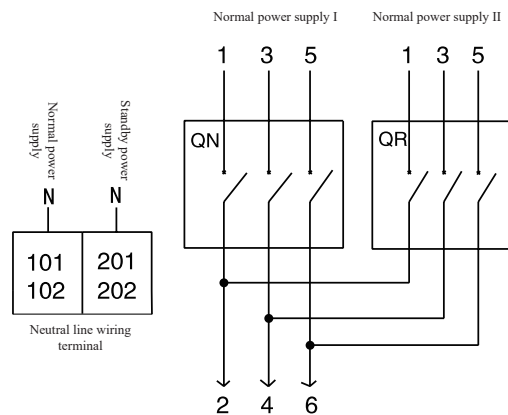 Normal power supply I
Normal power supply II
1 3 5
1 3 5
Normal power
supply
Standby power
supply
N
N
QN
QR
101
102
201
202
Neutral line wiring
terminal
2 4 6